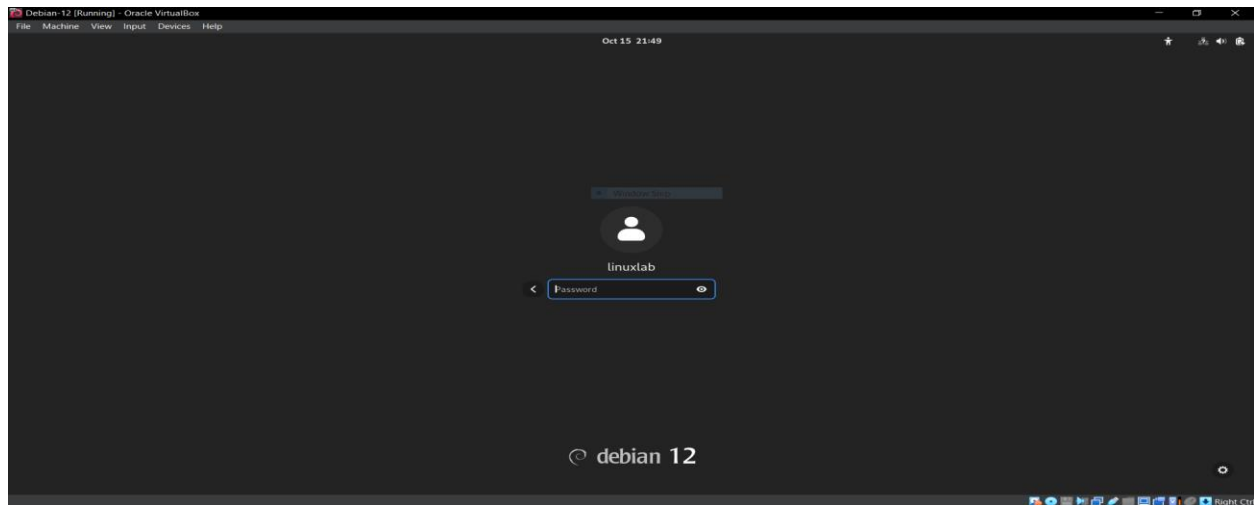 Debian-12 [Running] - Oracle VirtualBox
File Machine View Input Devices Help
Oct 15 21:49
linuxlab
Password
debian 12
Right Ctrl